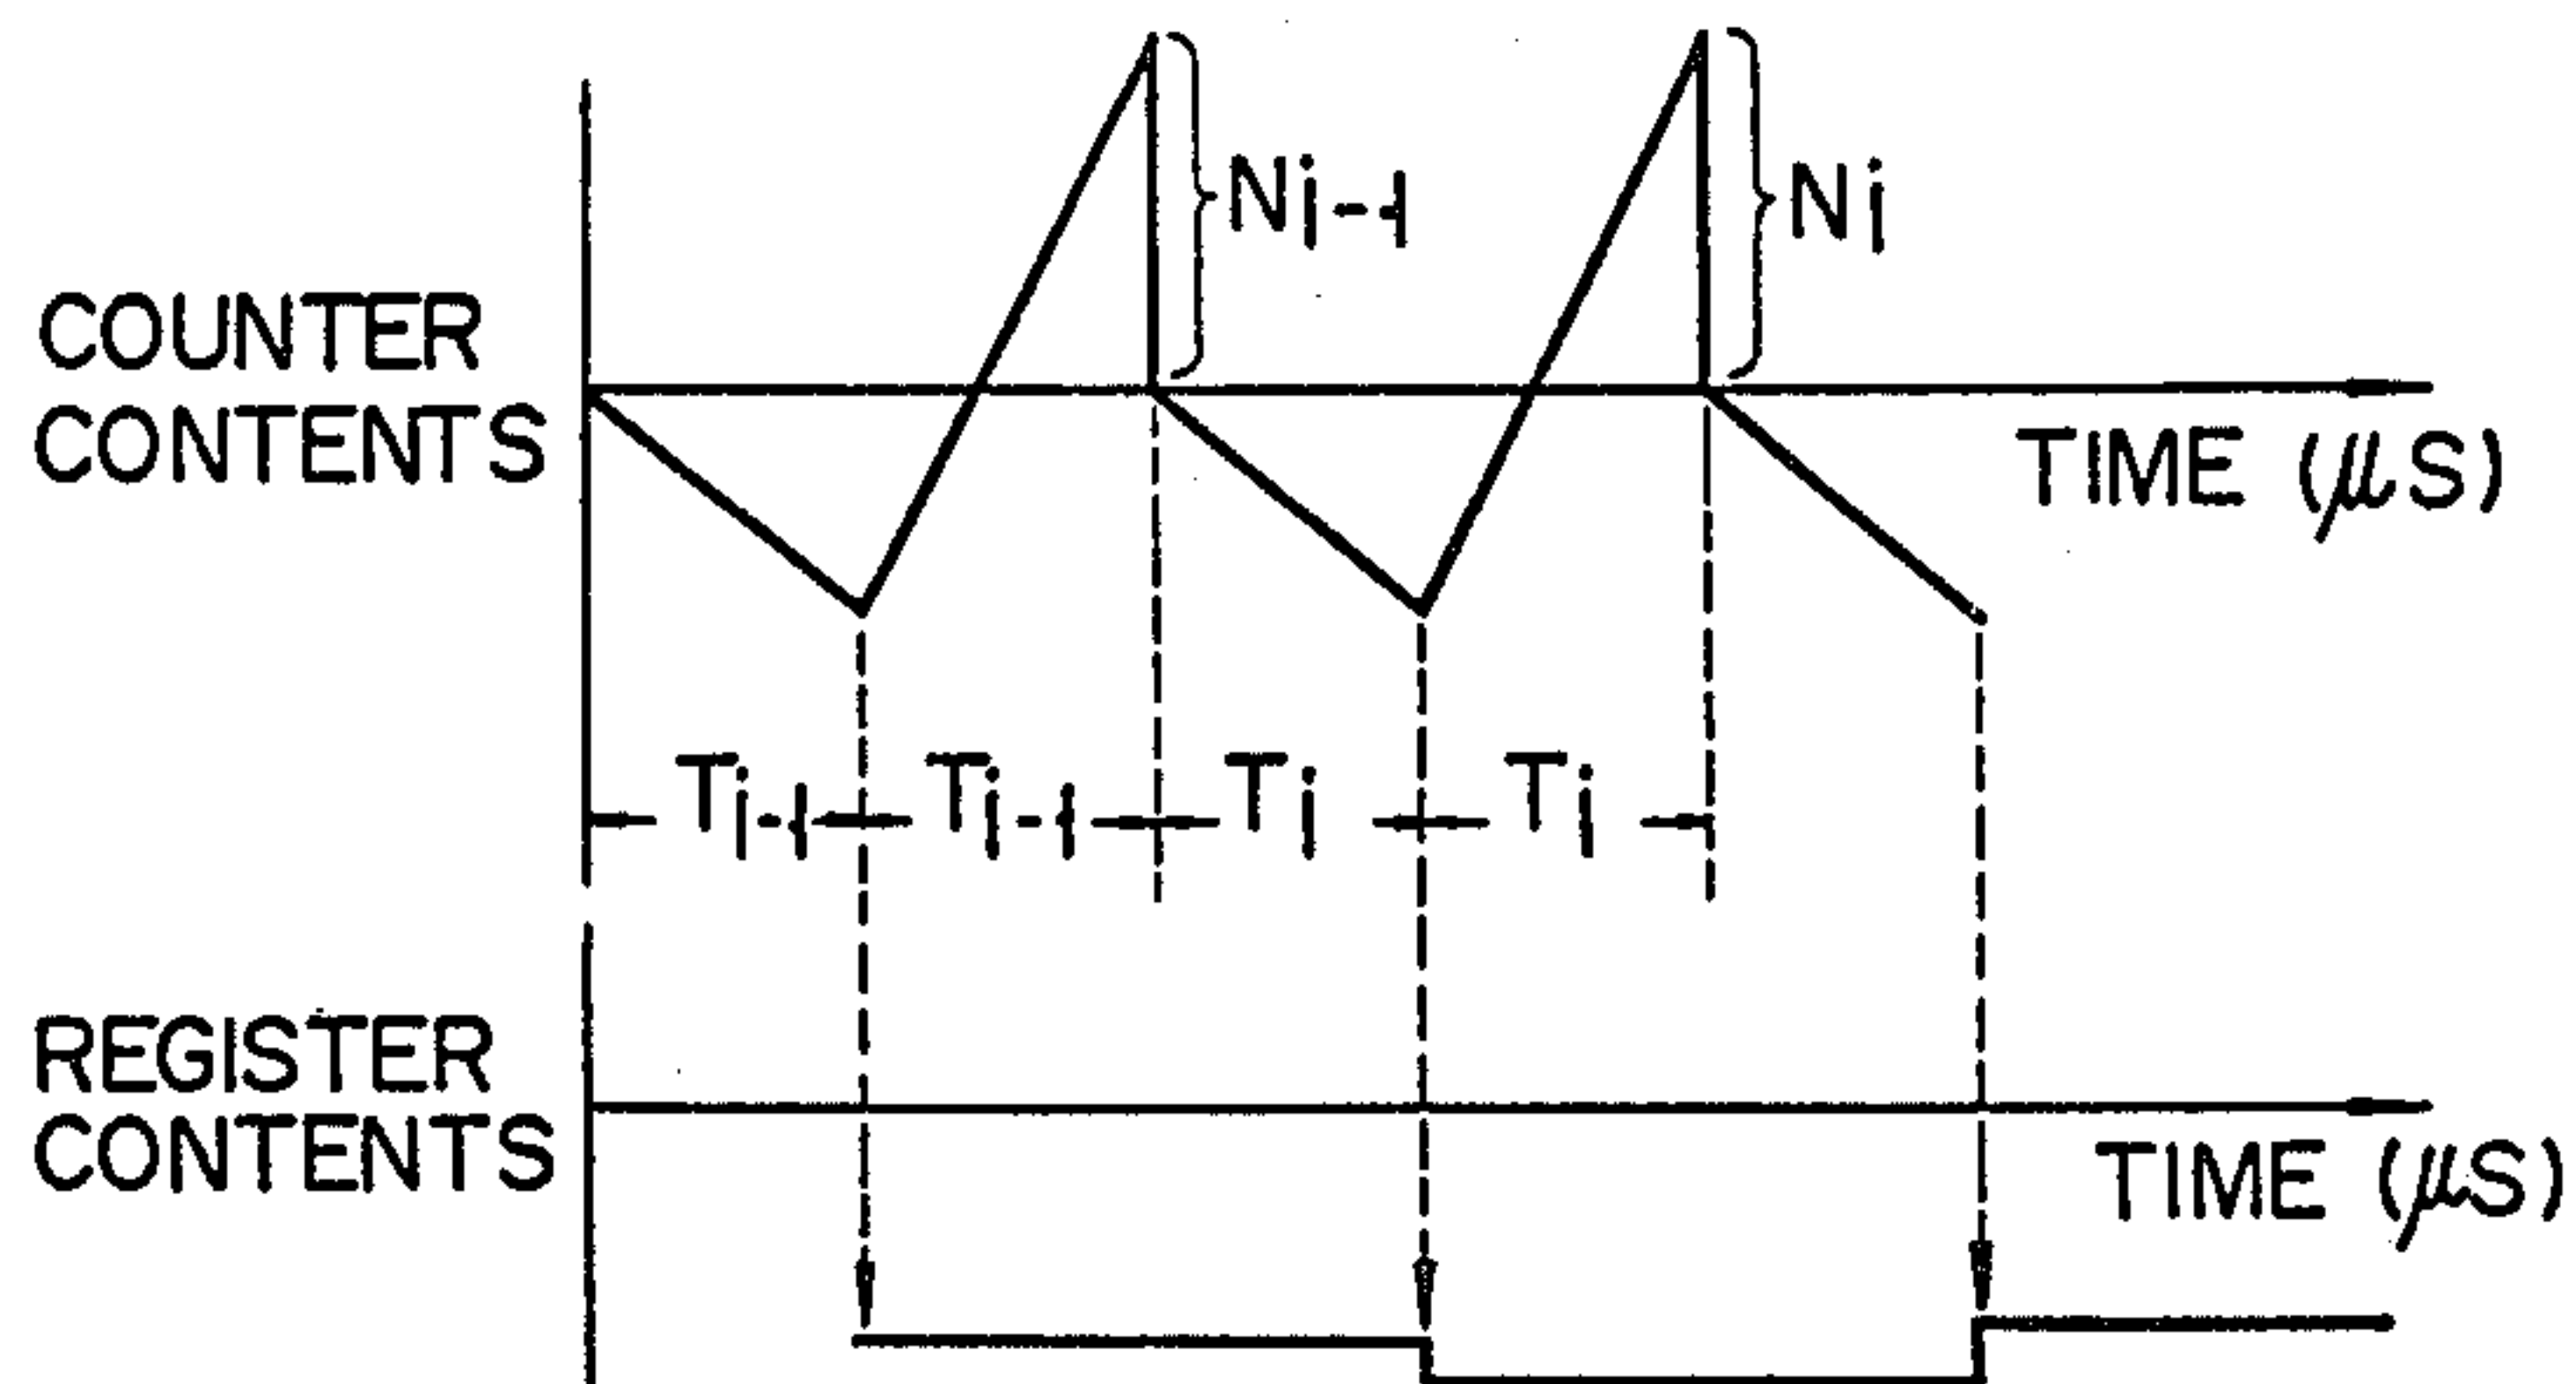 Ni-1
Ni
COUNTER
CONTENTS
TIME (μS)
Ti-1 Ti-1 Ti Ti
REGISTER
CONTENTS
TIME (μS)